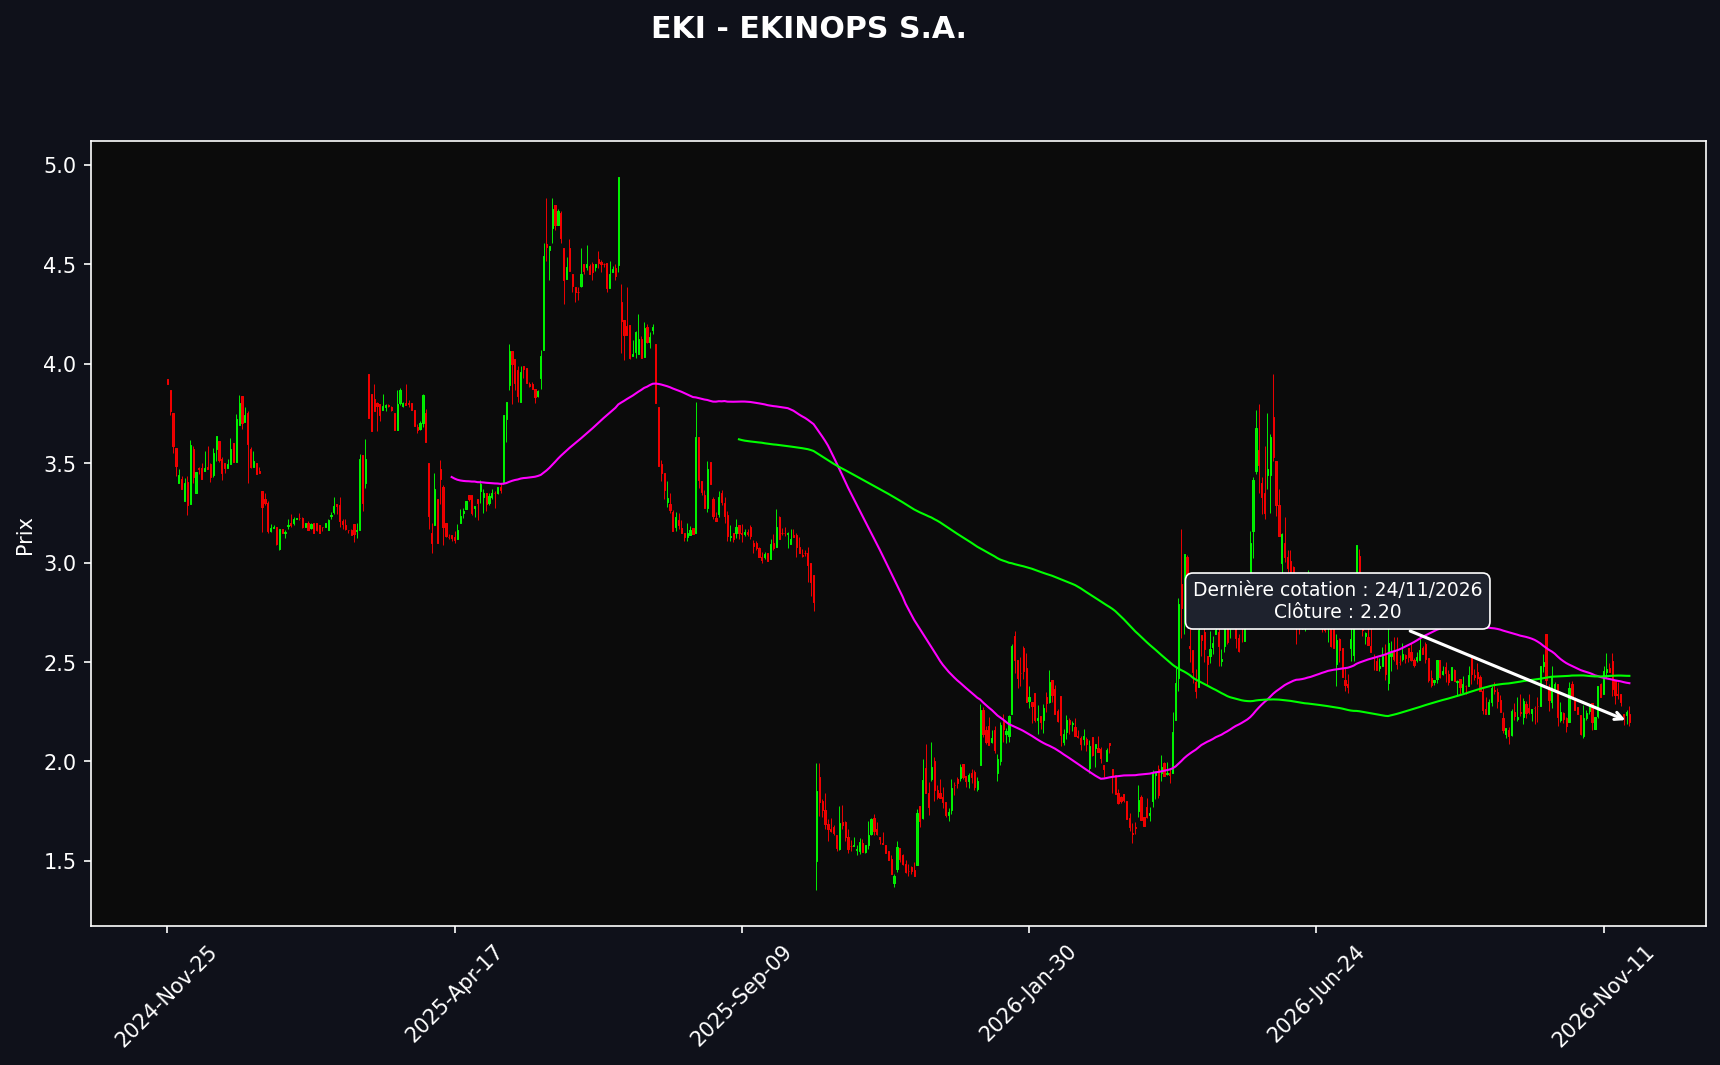 EKI - EKINOPS S.A.
Prix
5.0
4.5
4.0
3.5
3.0
2.5
2.0
1.5
Dernière cotation : 24/11/2026
Clôture : 2.20
2024-Nov-25
2025-Apr-17
2025-Sep-09
2026-Jan-30
2026-Jun-24
2026-Nov-11